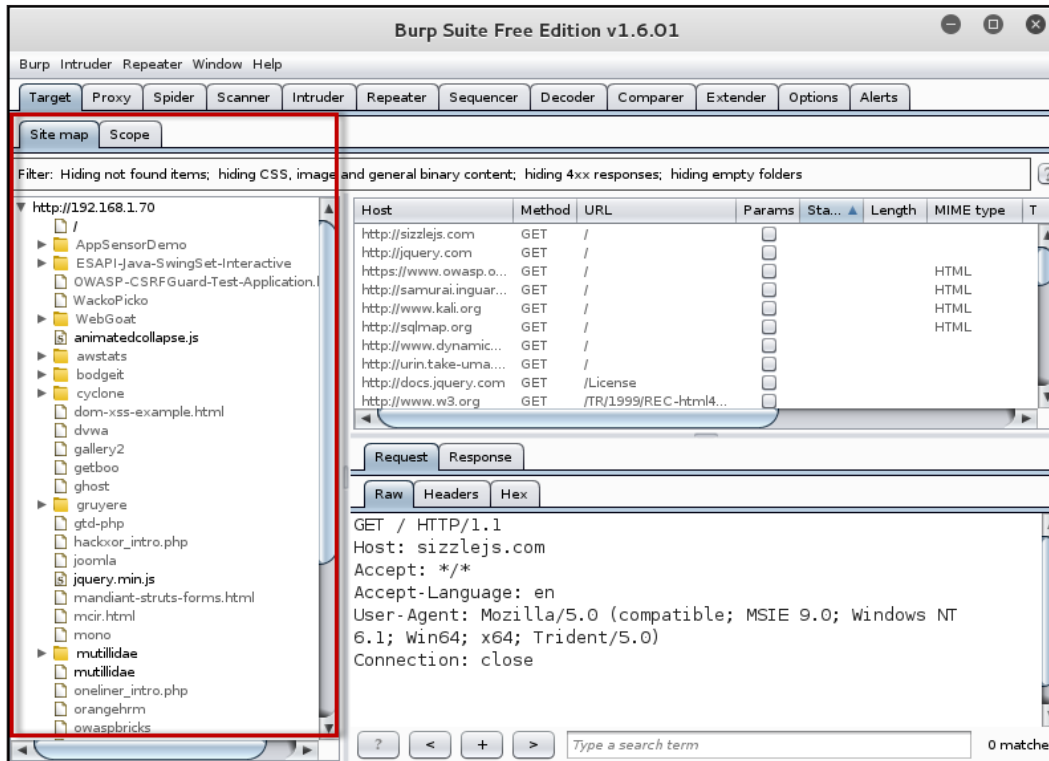 Burp Suite Free Edition v1.6.01
Burp Intruder Repeater Window Help
Target Proxy Spider Scanner Intruder Repeater Sequencer Decoder Comparer Extender Options Alerts
Site map Scope
Filter: Hiding not found items; hiding CSS, image and general binary content; hiding 4xx responses; hiding empty folders ?
http://192.168.1.70
/
AppSensorDemo
ESAPI-Java-SwingSet-Interactive
OWASP-CSRFGuard-Test-Application.
WackoPicko
WebGoat
animatedcollapse.js
awstats
bodgeit
cyclone
dom-xss-example.html
dvwa
gallery2
getboo
ghost
gruyere
gtd-php
hackxor_intro.php
joomla
jquery.min.js
mandiant-struts-forms.html
mcir.html
mono
mutillidae
mutillidae
oneliner_intro.php
orangehrm
owaspbricks
Host Method URL Params Sta... Length MIME type T
http://sizzlejs.com GET /
http://jquery.com GET /
https://www.owasp.o... GET / HTML
http://samurai.inguar... GET / HTML
http://www.kali.org GET / HTML
http://sqlmap.org GET / HTML
http://www.dynamic... GET /
http://urin.take-uma.... GET /
http://docs.jquery.com GET /License
http://www.w3.org GET /TR/1999/REC-html4...
Request Response
Raw Headers Hex
GET / HTTP/1.1
Host: sizzlejs.com
Accept: */*
Accept-Language: en
User-Agent: Mozilla/5.0 (compatible; MSIE 9.0; Windows NT
6.1; Win64; x64; Trident/5.0)
Connection: close
? < + > Type a search term 0 matche